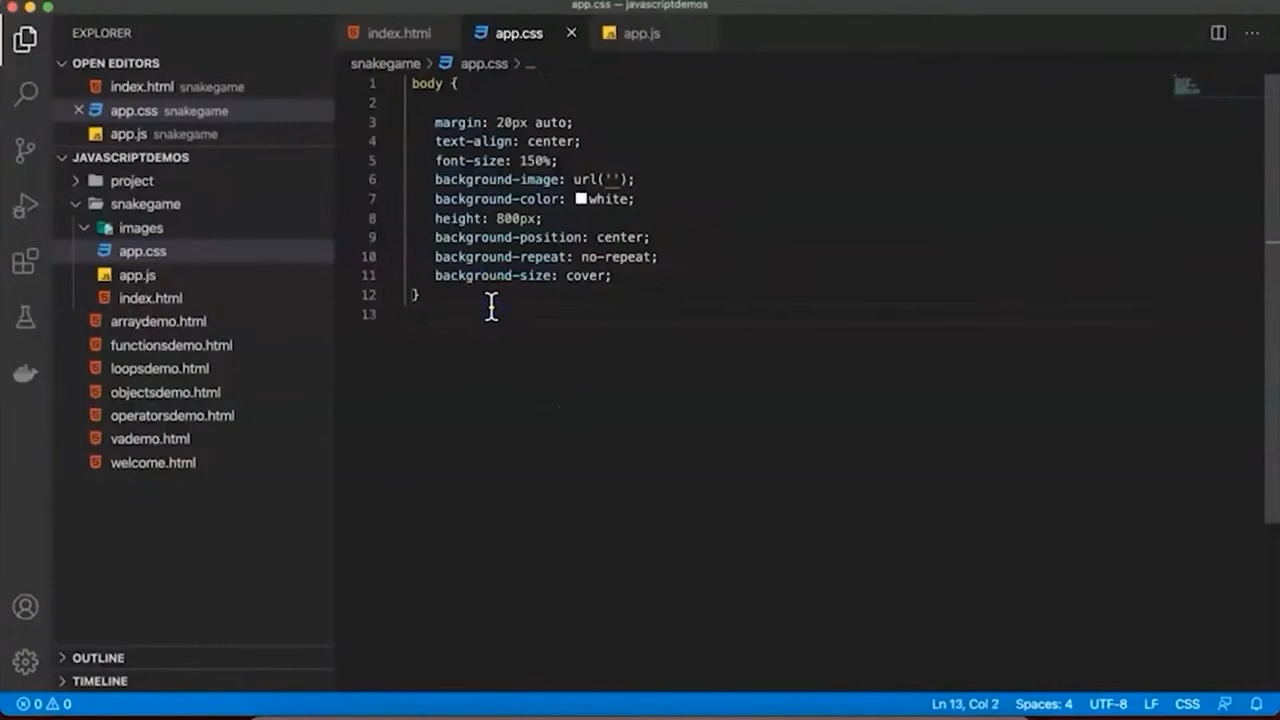 app.css — javascriptdemos
EXPLORER
OPEN EDITORS
index.html snakegame
app.css snakegame
app.js snakegame
JAVASCRIPTDEMOS
project
snakegame
images
app.css
app.js
index.html
arraydemo.html
functionsdemo.html
loopsdemo.html
objectsdemo.html
operatorsdemo.html
vademo.html
welcome.html
OUTLINE
TIMELINE
index.html app.css app.js
snakegame > app.css > ...
1 body {
2
3 margin: 20px auto;
4 text-align: center;
5 font-size: 150%;
6 background-image: url('');
7 background-color: white;
8 height: 800px;
9 background-position: center;
10 background-repeat: no-repeat;
11 background-size: cover;
12 }
13
0 0 Ln 13, Col 2 Spaces: 4 UTF-8 LF CSS